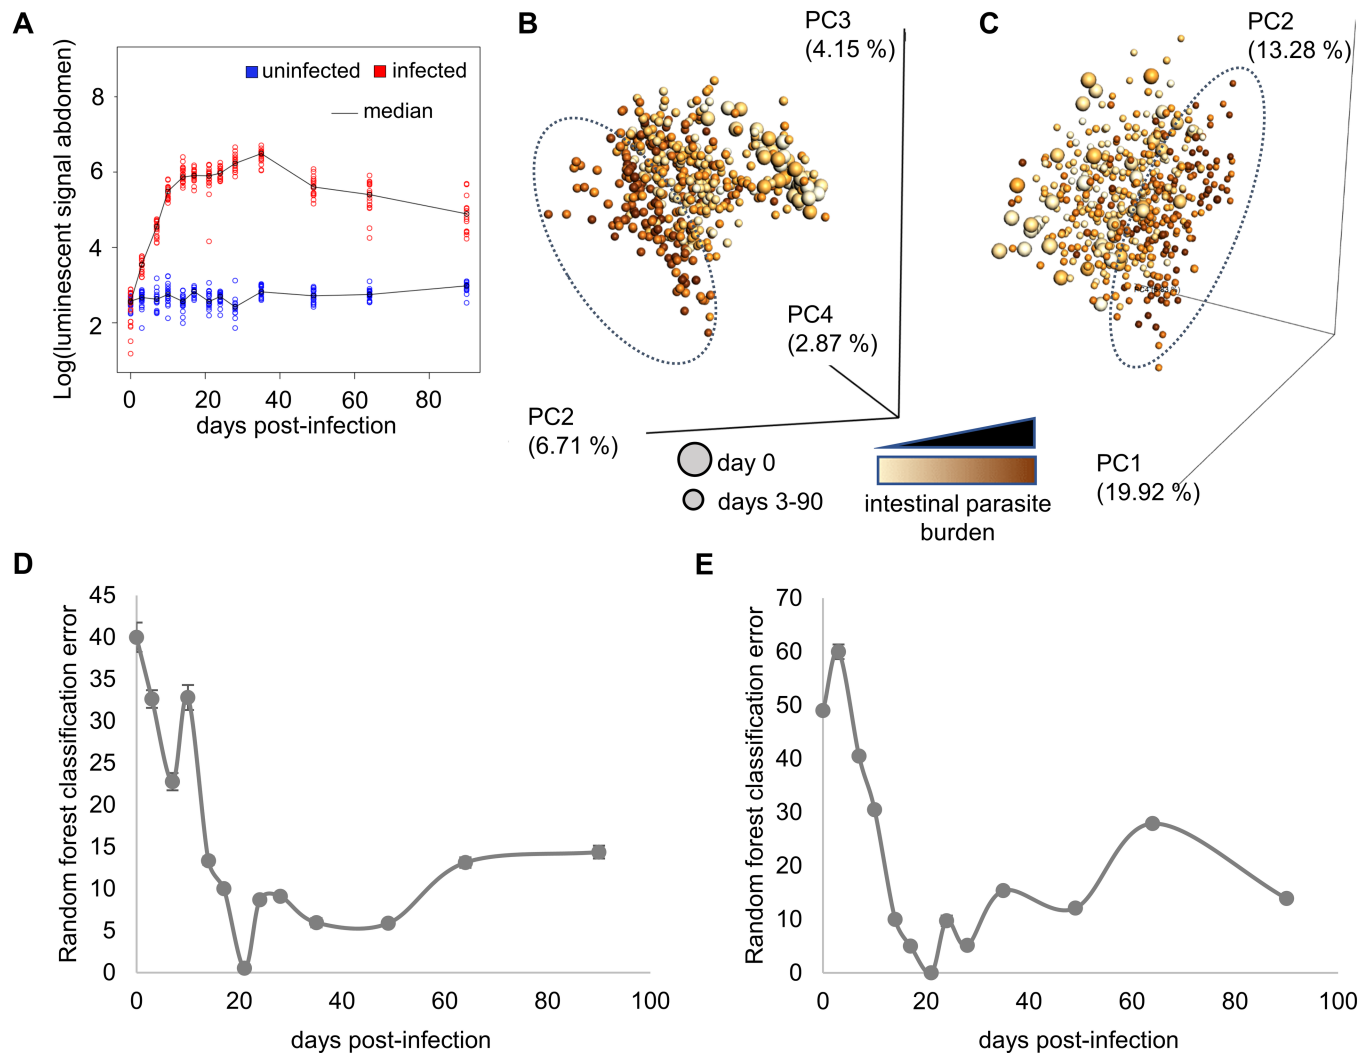 A
Log(luminescent signal abdomen)
8
6
4
2
uninfected
infected
median
0
20
40
60
80
days post-infection
B
PC3
(4.15 %)
PC4
(2.87 %)
PC2
(6.71 %)
day 0
days 3-90
intestinal parasite
burden
C
PC2
(13.28 %)
PC1
(19.92 %)
D
Random forest classification error
45
40
35
30
25
20
15
10
5
0
0
20
40
60
80
100
days post-infection
E
Random forest classification error
70
60
50
40
30
20
10
0
0
20
40
60
80
100
days post-infection